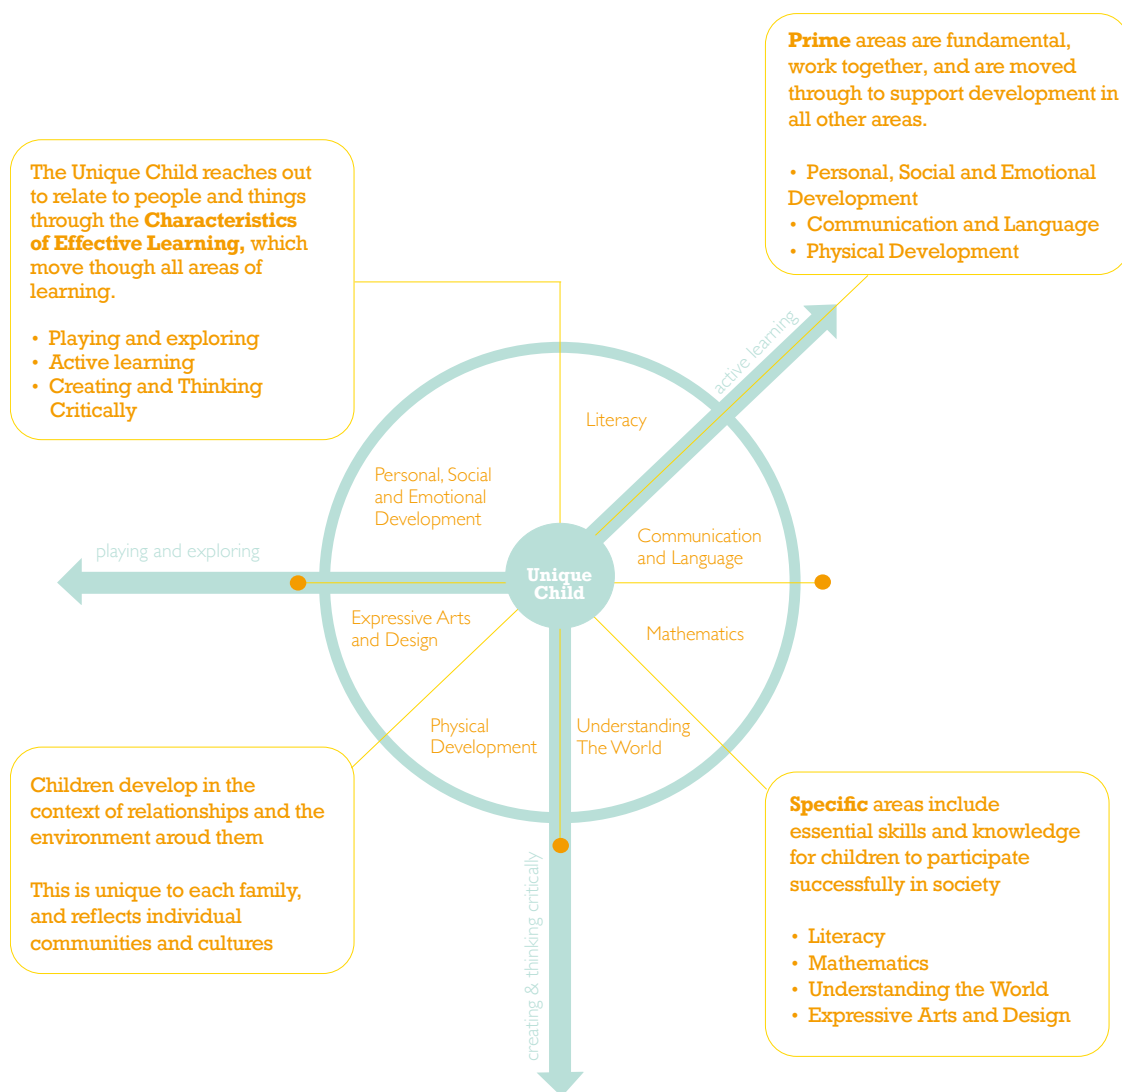 Prime areas are fundamental,
work together, and are moved
through to support development in
all other areas.
• Personal, Social and Emotional
Development
• Communication and Language
• Physical Development
The Unique Child reaches out
to relate to people and things
through the Characteristics
of Effective Learning, which
move though all areas of
learning.
• Playing and exploring
• Active learning
• Creating and Thinking
Critically
active learning
Literacy
Personal, Social
and Emotional
Development
Communication
and Language
playing and exploring
Unique
Child
Expressive Arts
and Design
Mathematics
Physical
Development
Understanding
The World
creating & thinking critically
Children develop in the
context of relationships and the
environment aroud them
This is unique to each family,
and reflects individual
communities and cultures
Specific areas include
essential skills and knowledge
for children to participate
successfully in society
• Literacy
• Mathematics
• Understanding the World
• Expressive Arts and Design